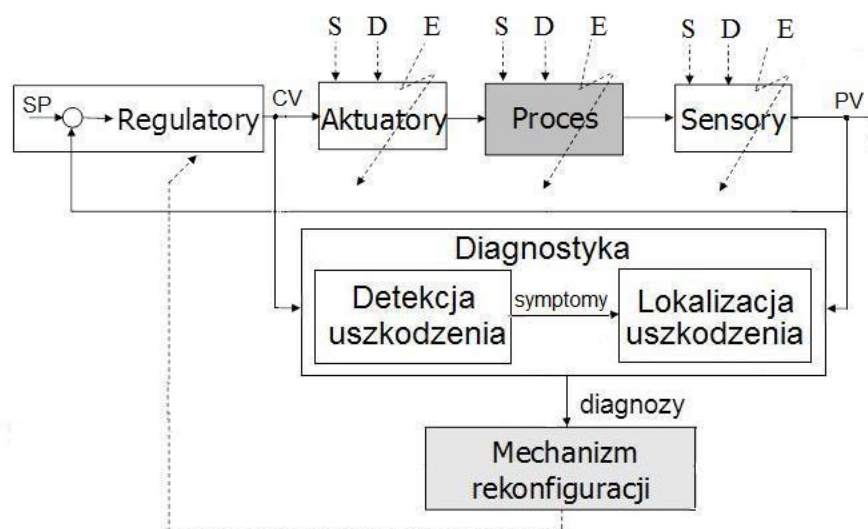 S D E S D E S D E
SP Regulatory CV Aktuatory Proces Sensory PV
Diagnostyka
Detekcja
uszkodzenia
symptomy
Lokalizacja
uszkodzenia
diagnozy
Mechanizm
rekonfiguracji